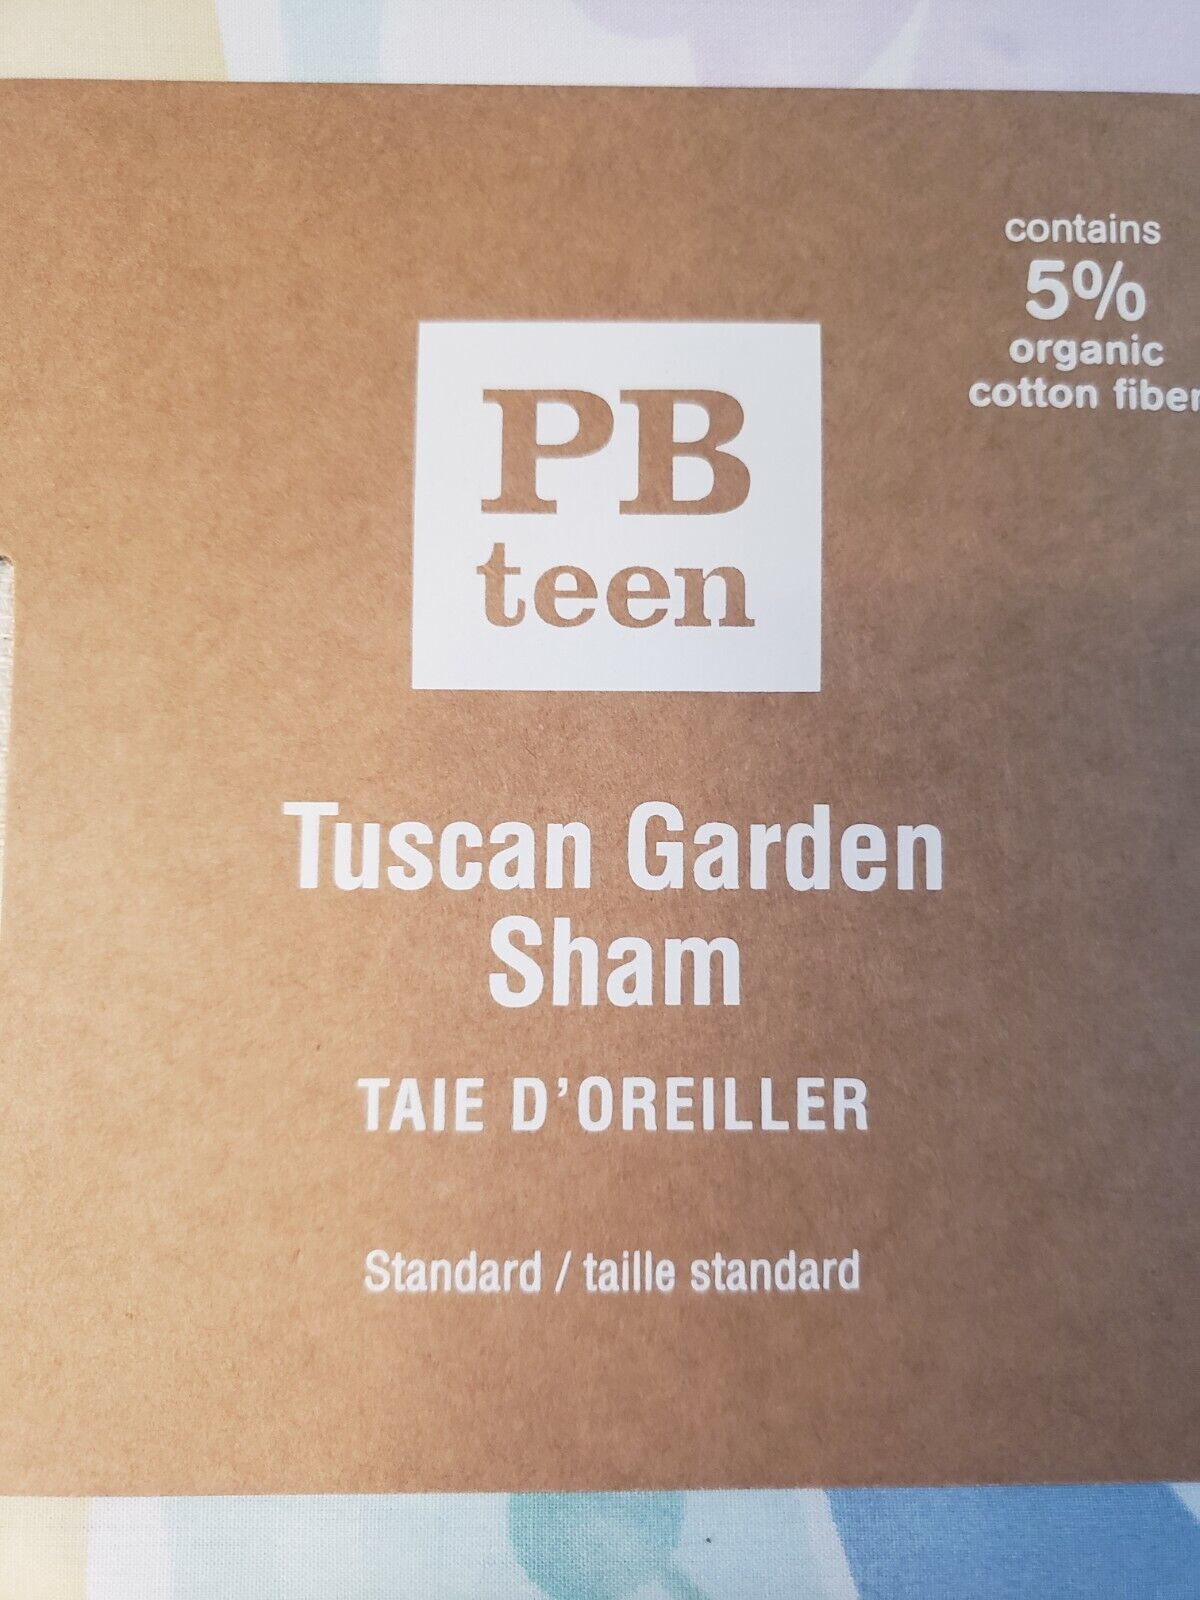 contains
5%
organic
cotton fiber
PB
teen
Tuscan Garden
Sham
TAIE D'OREILLER
Standard / taille standard